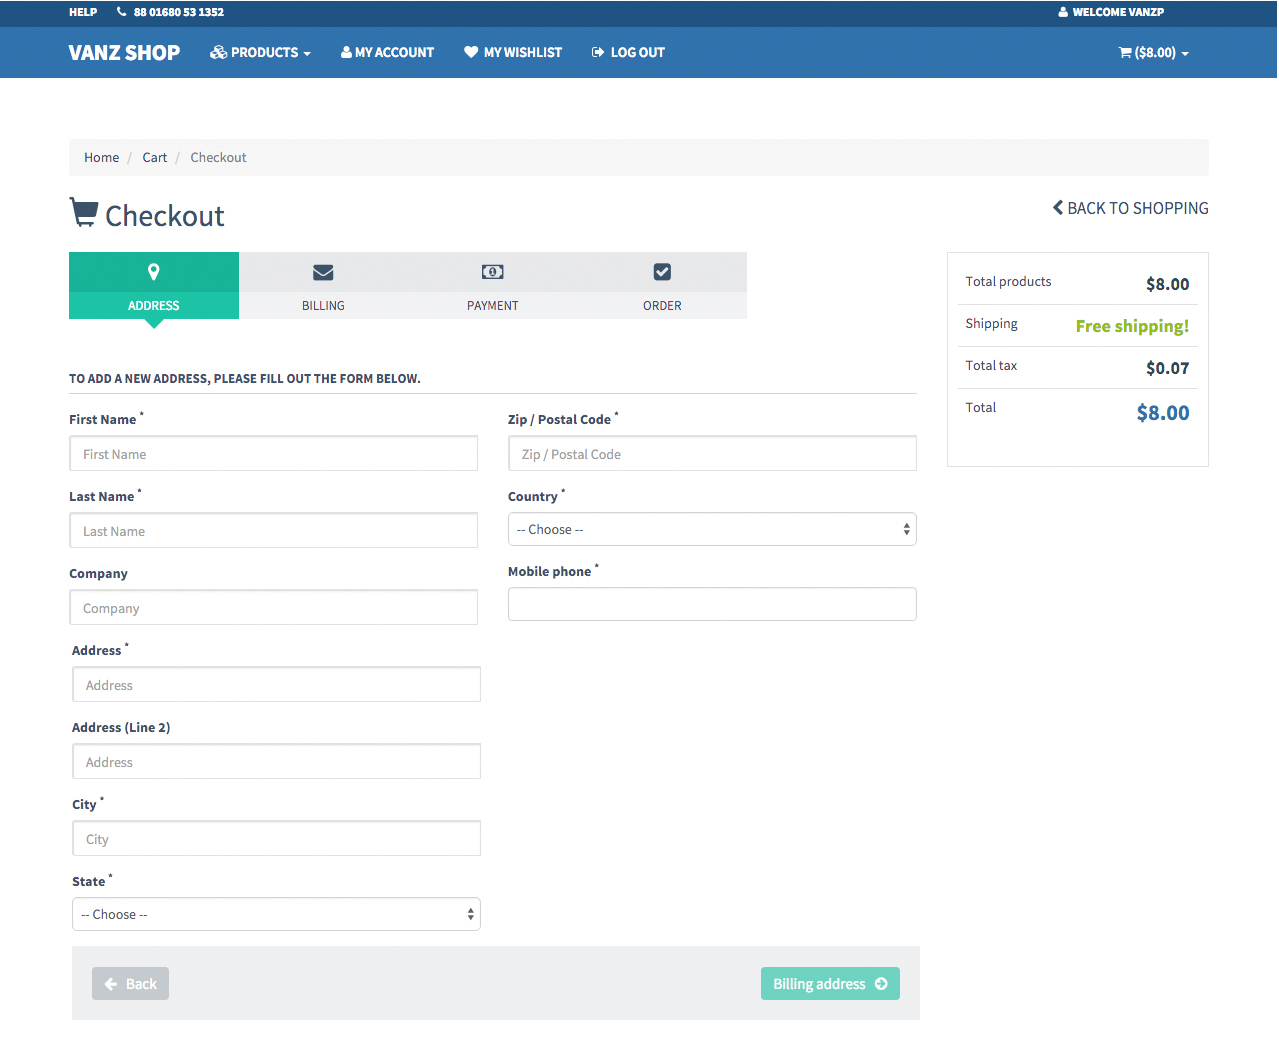 HELP 88 01680 53 1352 WELCOME VANZP
VANZ SHOP PRODUCTS MY ACCOUNT MY WISHLIST LOG OUT ($8.00)
Home / Cart / Checkout
Checkout
BACK TO SHOPPING
ADDRESS BILLING PAYMENT ORDER
TO ADD A NEW ADDRESS, PLEASE FILL OUT THE FORM BELOW.
First Name *
First Name
Last Name *
Last Name
Company
Company
Address *
Address
Address (Line 2)
Address
City *
City
State *
-- Choose --
Zip / Postal Code *
Zip / Postal Code
Country *
-- Choose --
Mobile phone *
Back
Billing address
Total products $8.00
Shipping Free shipping!
Total tax $0.07
Total $8.00